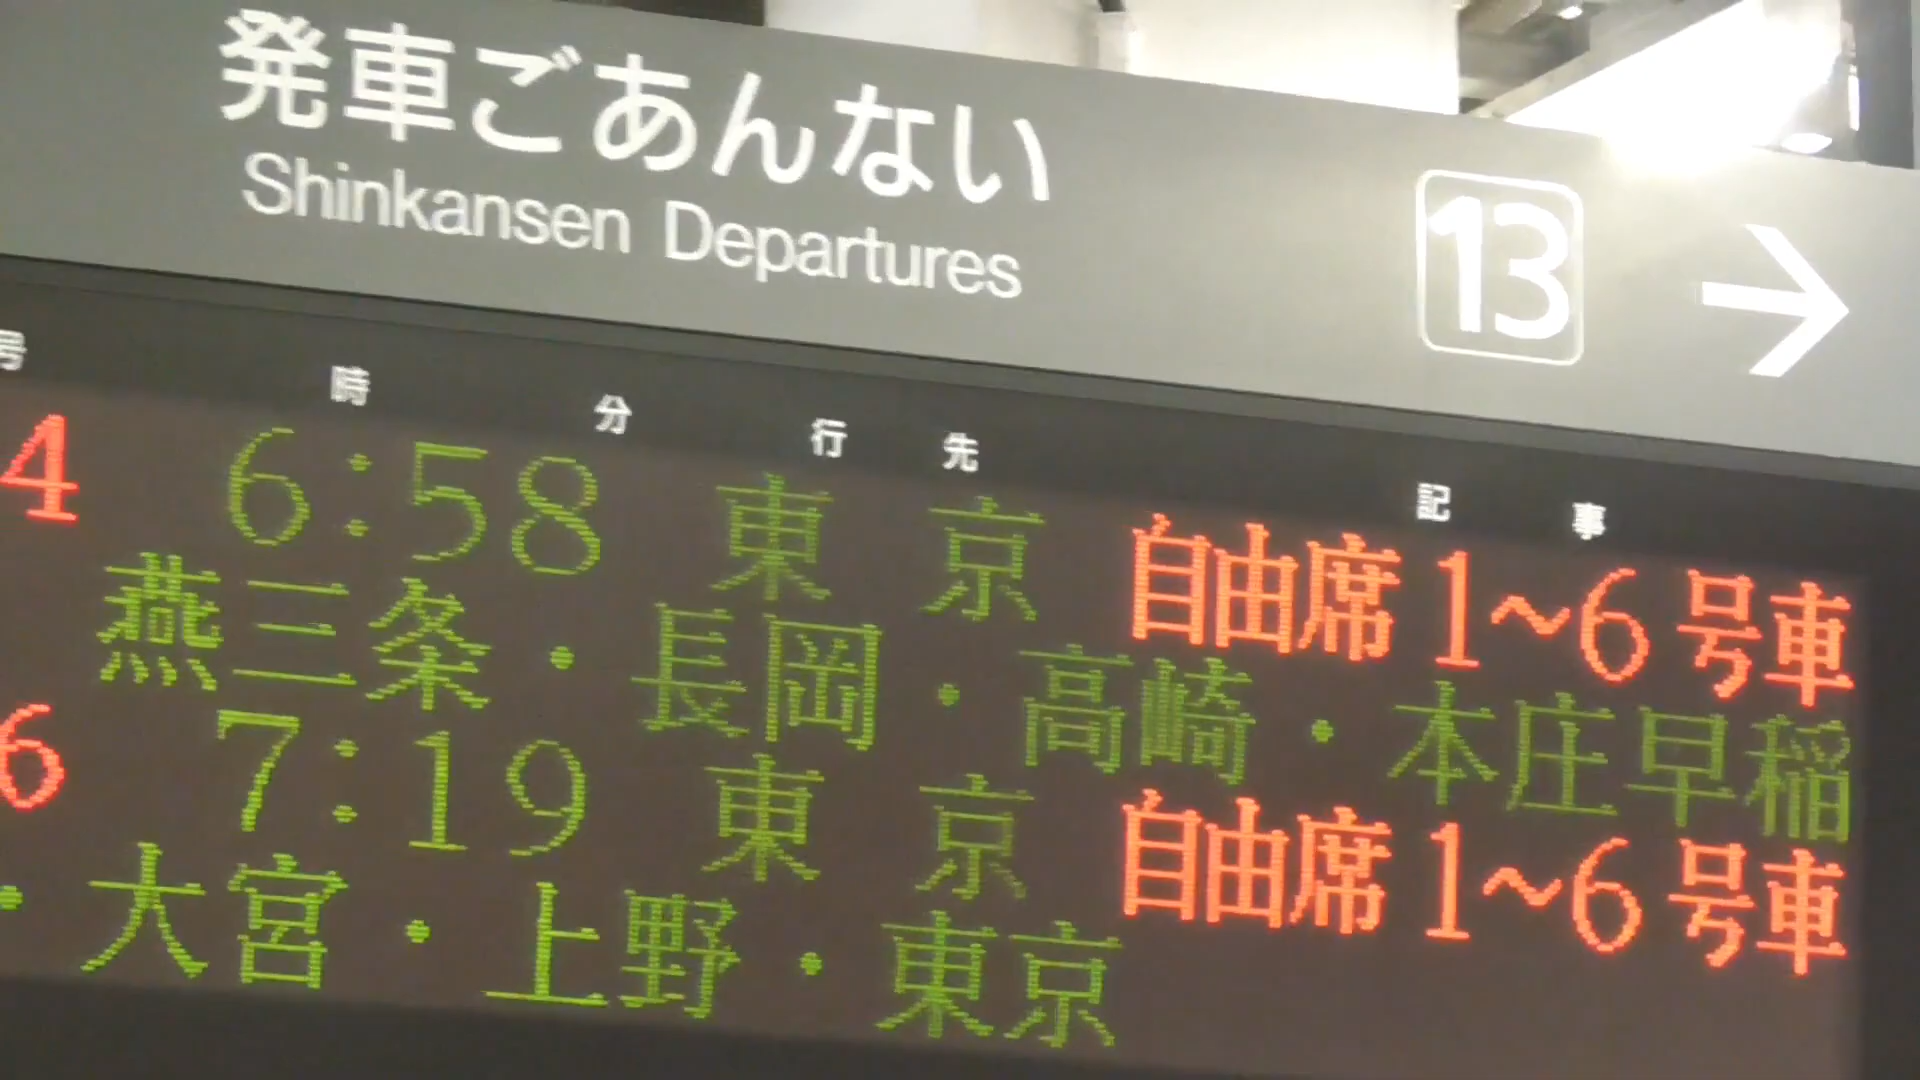 発車ごあんない
Shinkansen Departures
13 →
号 時 分 行先 記事
4 6:58 東京 自由席1~6号車
燕三条・長岡・高崎・本庄早稲
6 7:19 東京 自由席1~6号車
・大宮・上野・東京